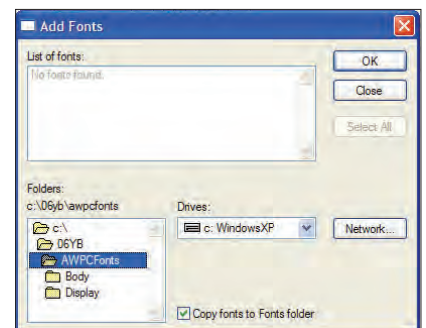 Add Fonts
List of fonts:
No fonts found.
OK
Close
Select All
Folders:
c:\06yb\awpcfonts
Drives:
c:\
06YB
AWPCFonts
Body
Display
c: WindowsXP
Network...
Copy fonts to Fonts folder